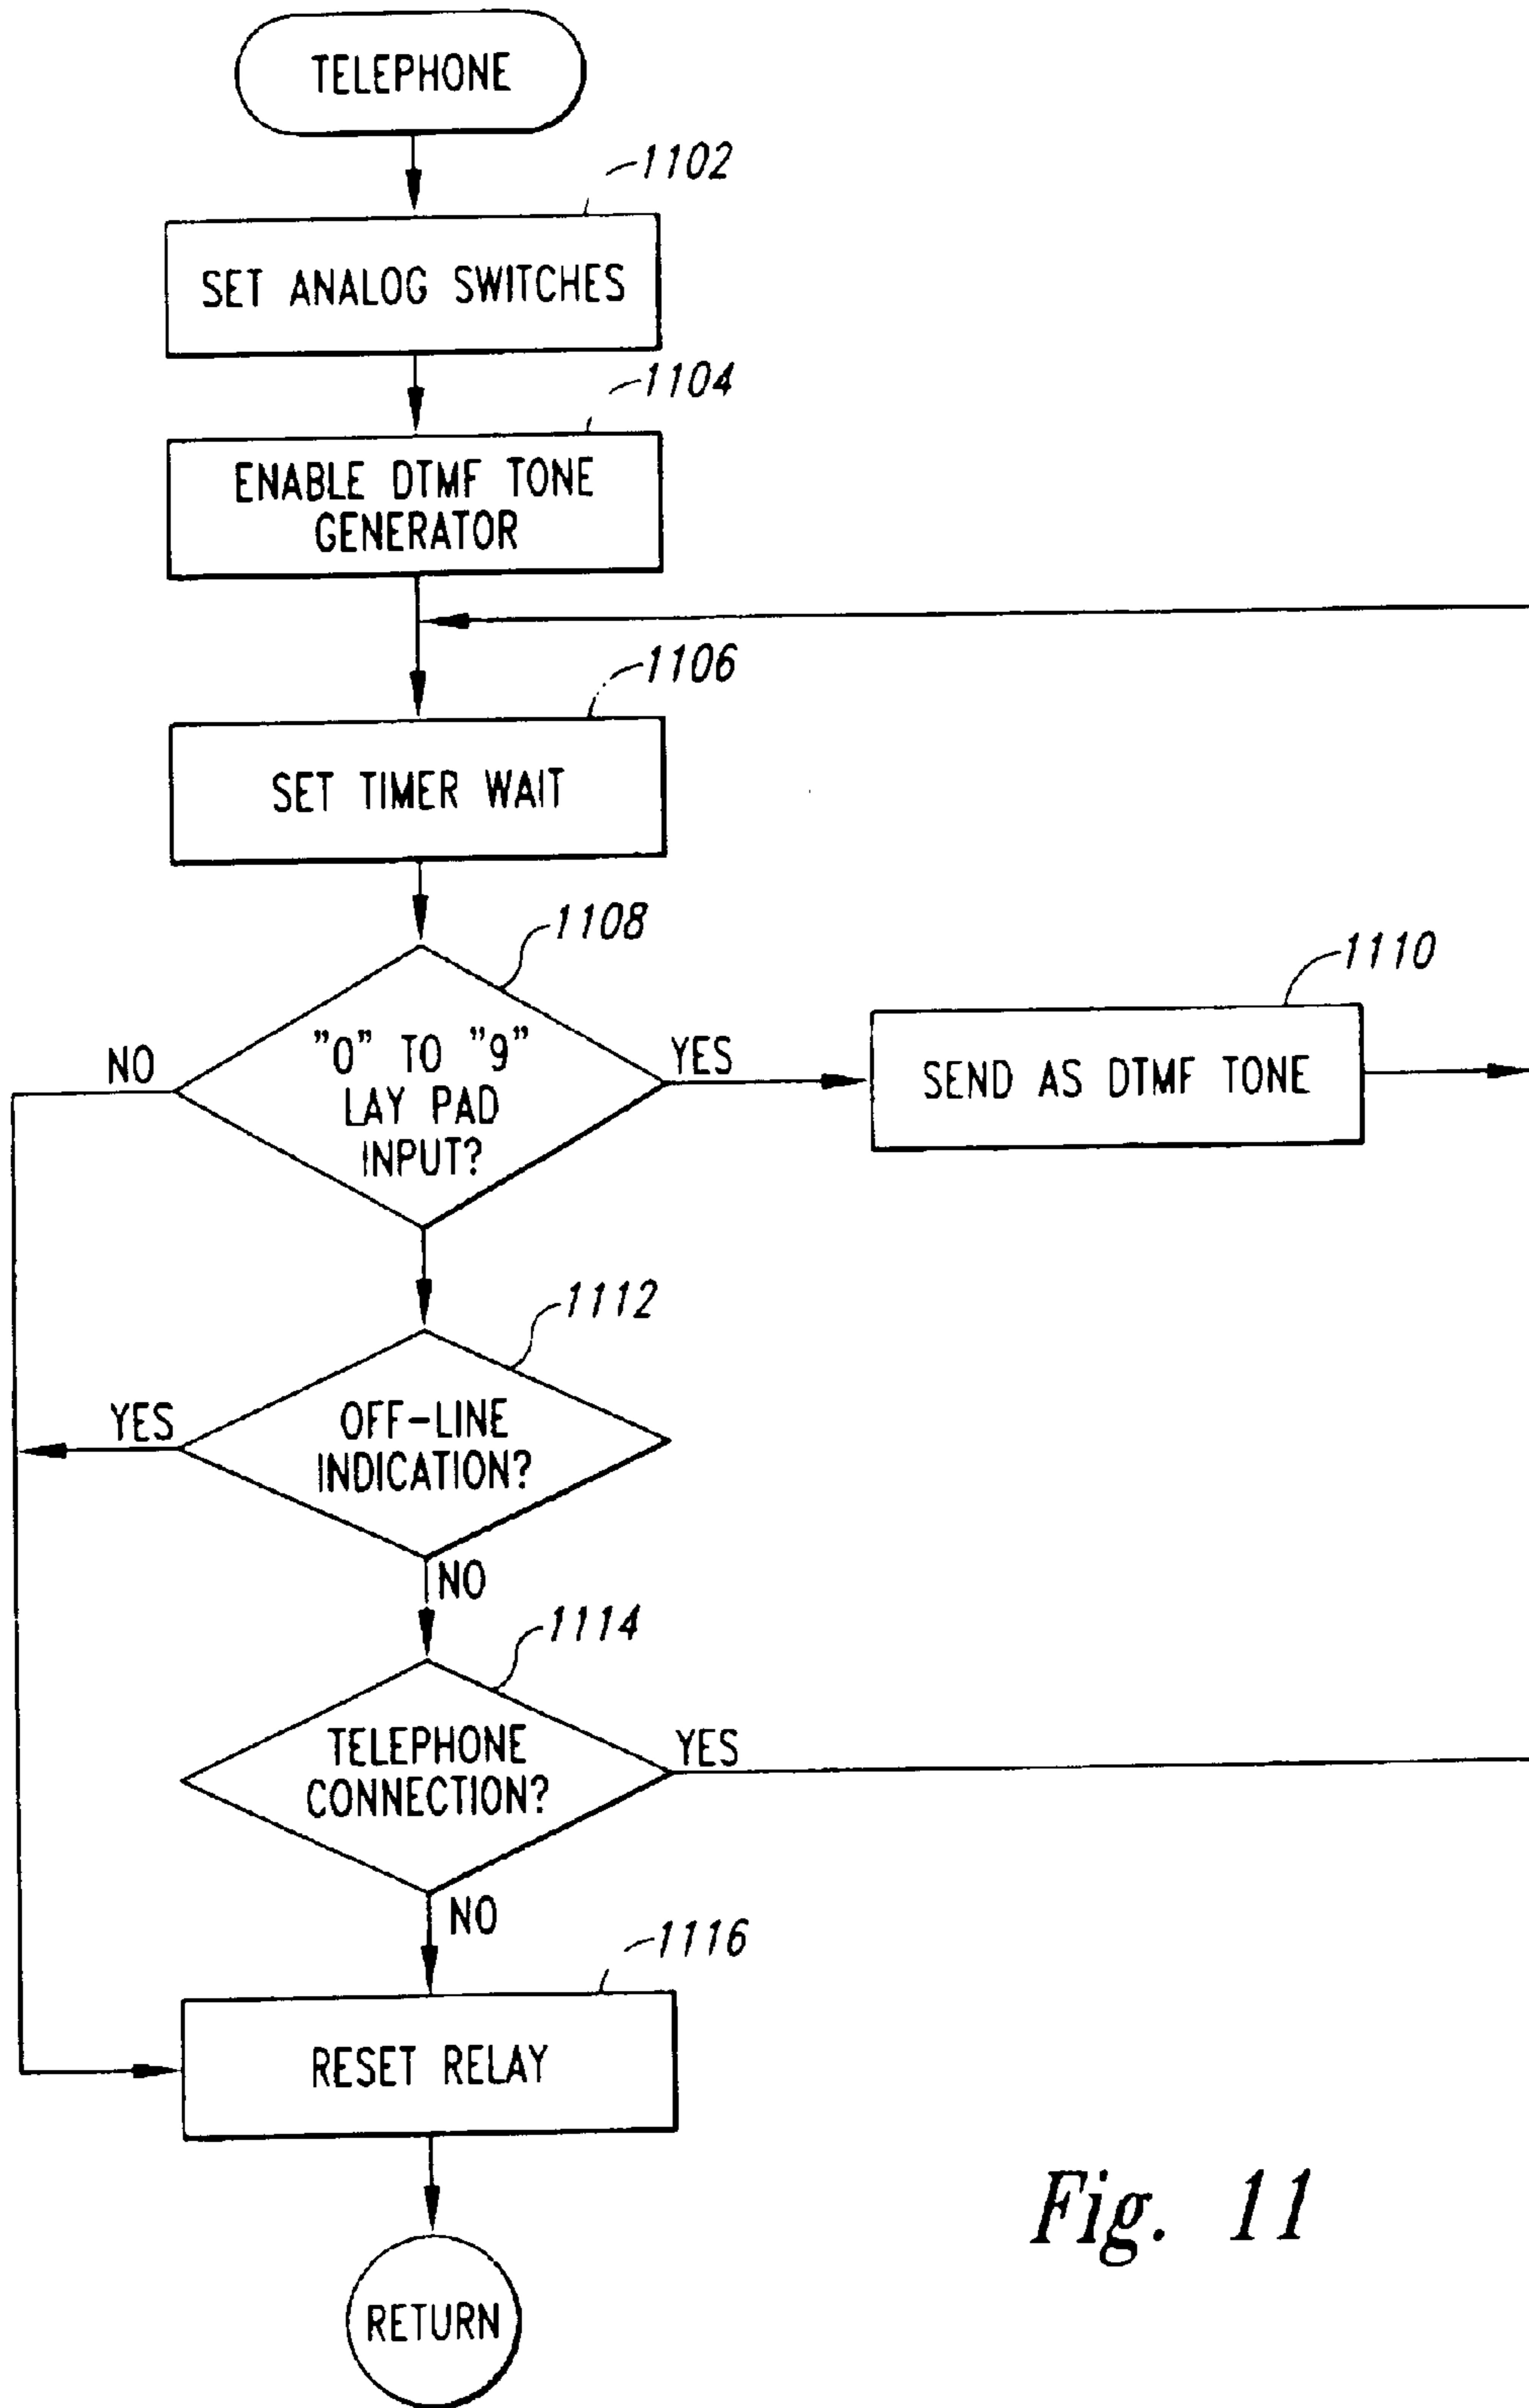 TELEPHONE
1102
SET ANALOG SWITCHES
1104
ENABLE DTMF TONE
GENERATOR
1106
SET TIMER WAIT
1108
"0" TO "9"
LAY PAD
INPUT?
NO
YES
1110
SEND AS DTMF TONE
1112
OFF-LINE
INDICATION?
YES
NO
1114
TELEPHONE
CONNECTION?
YES
NO
1116
RESET RELAY
RETURN
Fig. 11